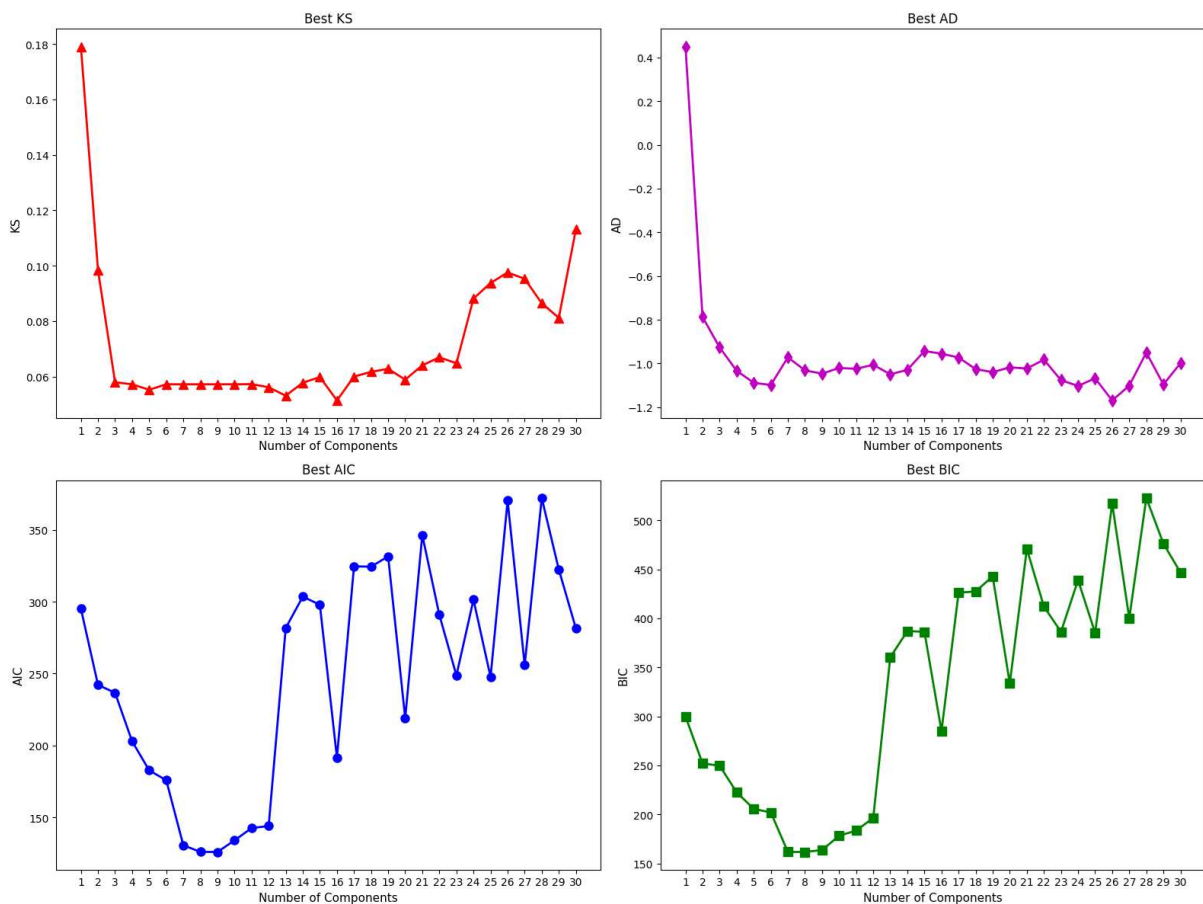 Best KS
0.18
0.16
0.14
0.12
0.10
0.08
0.06
KS
1 2 3 4 5 6 7 8 9 10 11 12 13 14 15 16 17 18 19 20 21 22 23 24 25 26 27 28 29 30
Number of Components
Best AD
0.4
0.2
0.0
−0.2
−0.4
−0.6
−0.8
−1.0
−1.2
AD
1 2 3 4 5 6 7 8 9 10 11 12 13 14 15 16 17 18 19 20 21 22 23 24 25 26 27 28 29 30
Number of Components
Best AIC
350
300
250
200
150
AIC
1 2 3 4 5 6 7 8 9 10 11 12 13 14 15 16 17 18 19 20 21 22 23 24 25 26 27 28 29 30
Number of Components
Best BIC
500
450
400
350
300
250
200
150
BIC
1 2 3 4 5 6 7 8 9 10 11 12 13 14 15 16 17 18 19 20 21 22 23 24 25 26 27 28 29 30
Number of Components